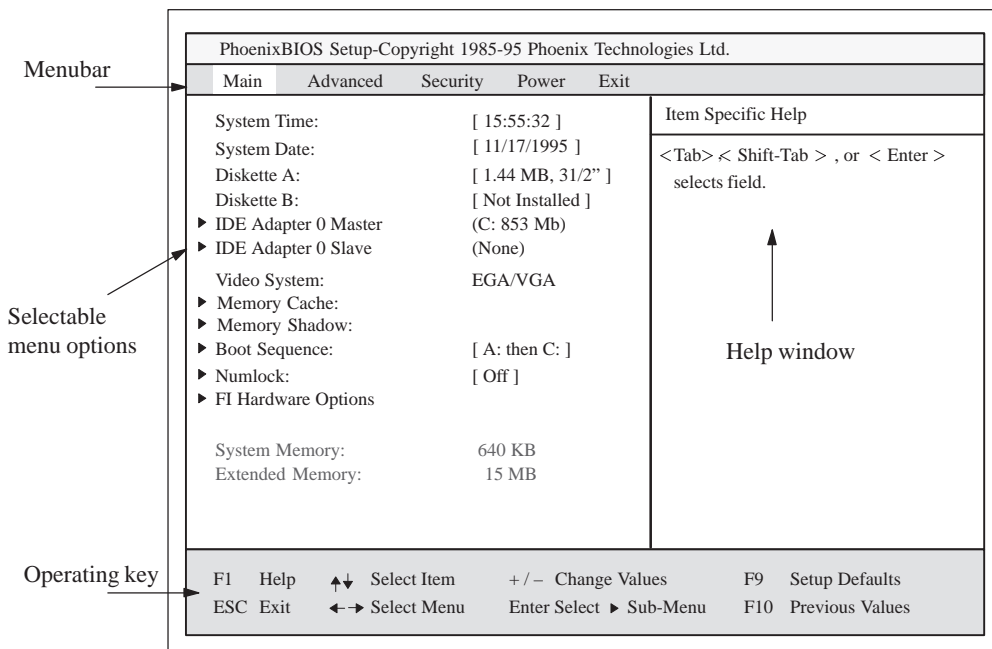 PhoenixBIOS Setup-Copyright 1985-95 Phoenix Technologies Ltd.
Menubar
Main Advanced Security Power Exit
System Time: [ 15:55:32 ]
System Date: [ 11/17/1995 ]
Diskette A: [ 1.44 MB, 31/2” ]
Diskette B: [ Not Installed ]
▶ IDE Adapter 0 Master (C: 853 Mb)
▶ IDE Adapter 0 Slave (None)
Video System: EGA/VGA
▶ Memory Cache:
▶ Memory Shadow:
▶ Boot Sequence: [ A: then C: ]
▶ Numlock: [ Off ]
▶ FI Hardware Options
System Memory: 640 KB
Extended Memory: 15 MB
Item Specific Help
<Tab>,< Shift-Tab > , or < Enter >
selects field.
Help window
Selectable
menu options
Operating key
F1 Help ▲▼ Select Item + / – Change Values F9 Setup Defaults
ESC Exit ◄► Select Menu Enter Select ▶ Sub-Menu F10 Previous Values